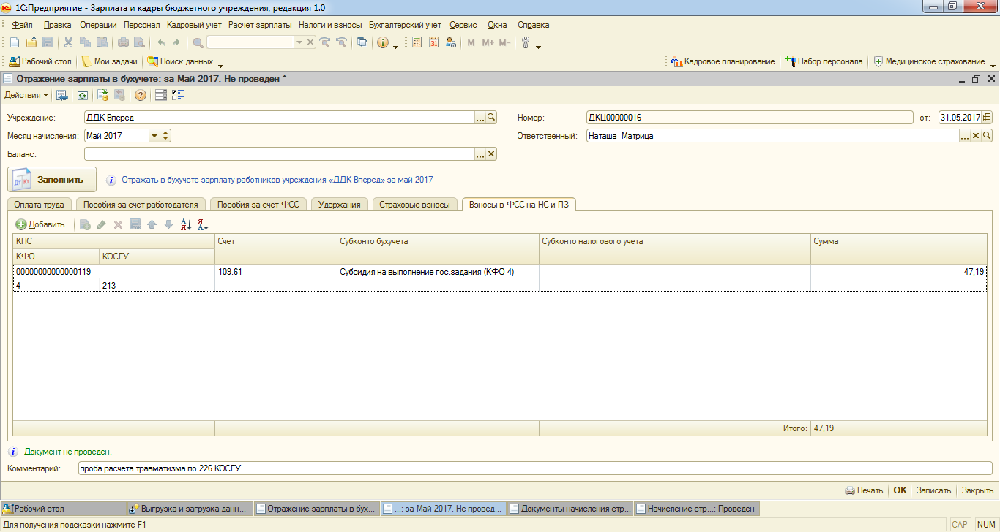 1С:Предприятие - Зарплата и кадры бюджетного учреждения, редакция 1.0
Файл Правка Операции Персонал Кадровый учет Расчет зарплаты Налоги и взносы Бухгалтерский учет Сервис Окна Справка
M M+ M-
Рабочий стол Мои задачи Поиск данных Кадровое планирование Набор персонала Медицинское страхование
Отражение зарплаты в бухучете: за Май 2017. Не проведен *
Действия
Учреждение: ДДК Вперед Номер: ДКЦ00000016 от: 31.05.2017
Месяц начисления: Май 2017 Ответственный: Наташа_Матрица
Баланс:
Дт Кт Заполнить Отражать в бухучете зарплату работников учреждения «ДДК Вперед» за май 2017
Оплата труда Пособия за счет работодателя Пособия за счет ФСС Удержания Страховые взносы Взносы в ФСС на НС и ПЗ
Добавить
КПС Счет Субконто бухучета Субконто налогового учета Сумма
КФО КОСГУ
00000000000000119 109.61 Субсидия на выполнение гос.задания (КФО 4) 47,19
4 213
Итого: 47,19
Документ не проведен.
Комментарий: проба расчета травматизма по 226 КОСГУ
Печать OK Записать Закрыть
Рабочий стол Выгрузка и загрузка данн... Отражение зарплаты в бух... ...: за Май 2017. Не провед... Документы начисления стр... Начисление стр...: Проведен
Для получения подсказки нажмите F1 CAP NUM